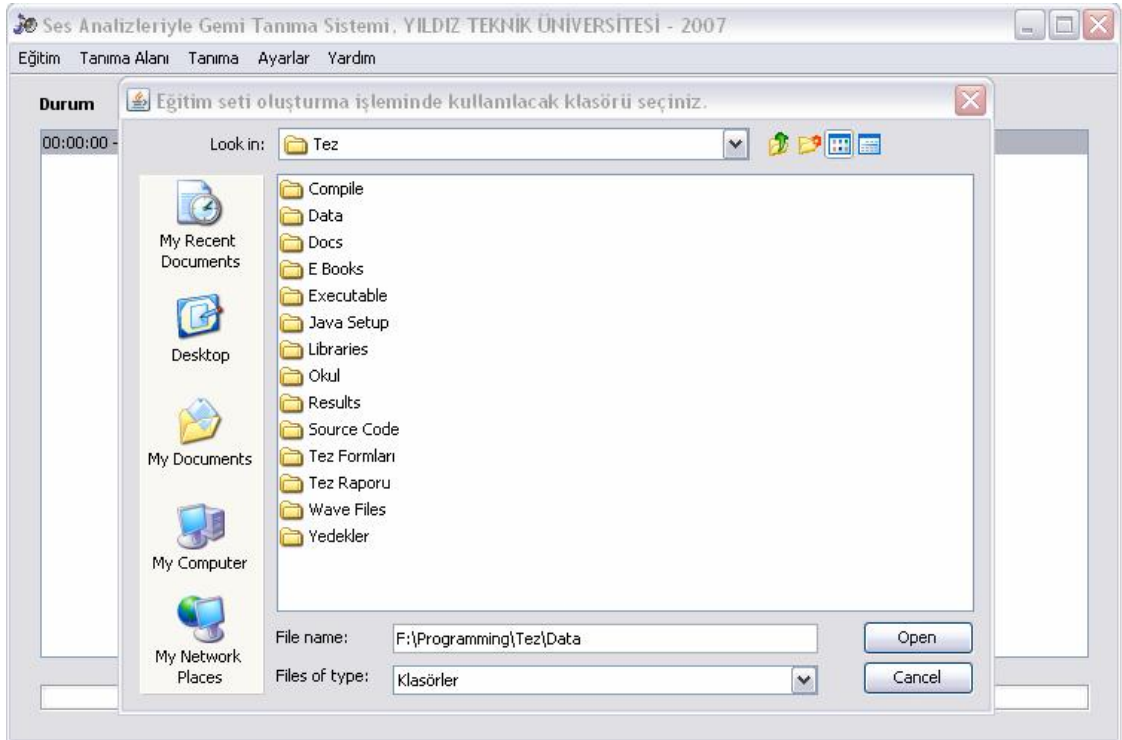 Ses Analizleriyle Gemi Tanıma Sistemi, YILDIZ TEKNİK ÜNİVERSİTESİ - 2007
Eğitim Tanıma Alanı Tanıma Ayarlar Yardım
Durum
Eğitim seti oluşturma işleminde kullanılacak klasörü seçiniz.
00:00:00 -
Look in: Tez
My Recent
Documents
Desktop
My Documents
My Computer
My Network
Places
Compile
Data
Docs
E Books
Executable
Java Setup
Libraries
Okul
Results
Source Code
Tez Formları
Tez Raporu
Wave Files
Yedekler
File name: F:\Programming\Tez\Data Open
Files of type: Klasörler Cancel